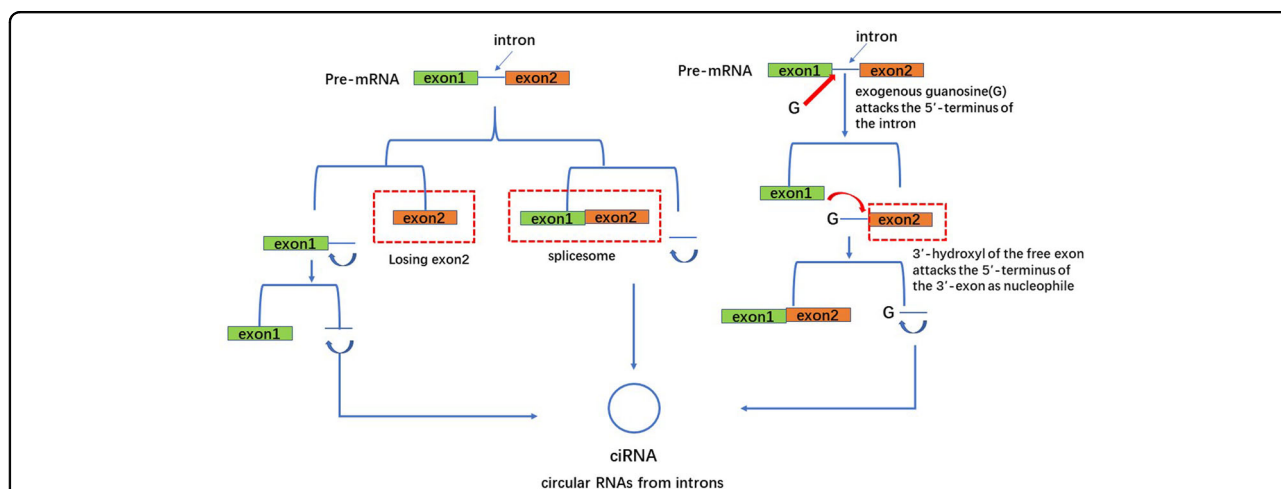 intron
Pre-mRNA
exon1
exon2
exon1
Losing exon2
exon2
exon1
exon2
splicesome
exon1
intron
Pre-mRNA
exon1
exon2
G
exogenous guanosine(G)
attacks the 5′-terminus of
the intron
exon1
G
exon2
3′-hydroxyl of the free exon
attacks the 5′-terminus of
the 3′-exon as nucleophile
exon1
exon2
G
ciRNA
circular RNAs from introns